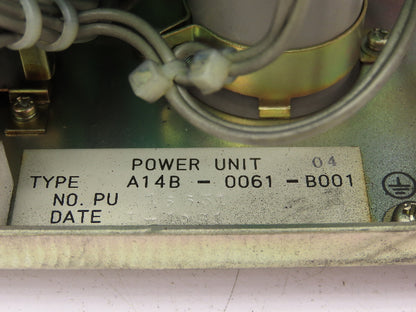 POWER UNIT 04
TYPE A14B - 0061 - B001
NO. PU
DATE